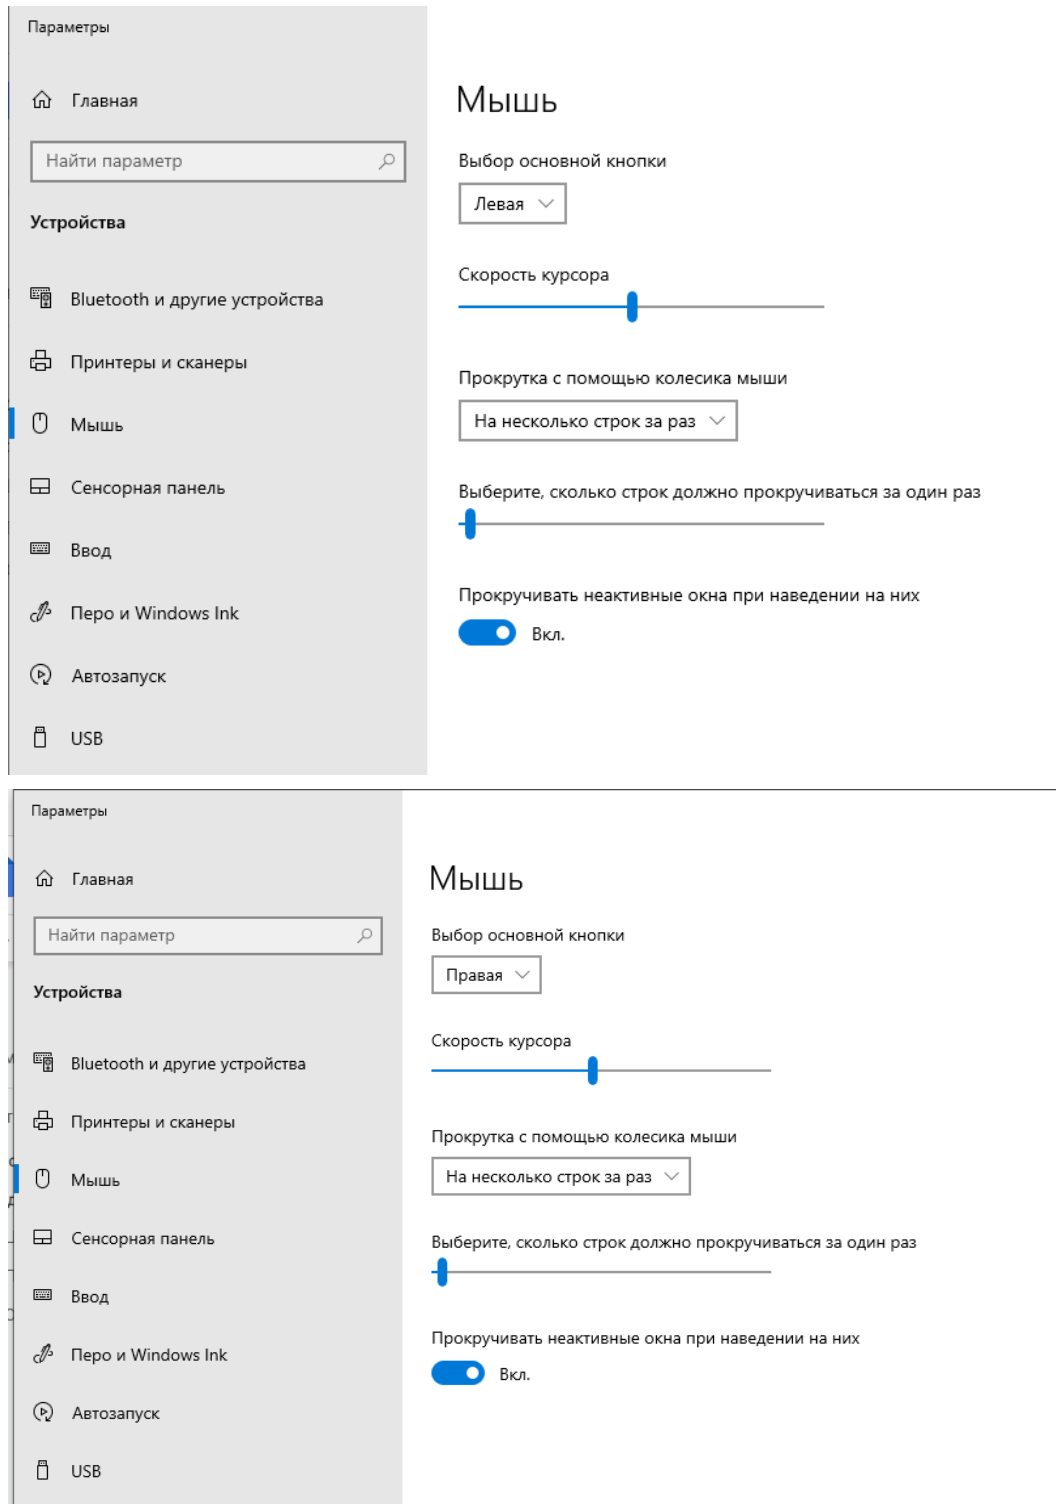 Параметры
Главная
Найти параметр
Устройства
Bluetooth и другие устройства
Принтеры и сканеры
Мышь
Сенсорная панель
Ввод
Перо и Windows Ink
Автозапуск
USB
Мышь
Выбор основной кнопки
Левая
Скорость курсора
Прокрутка с помощью колесика мыши
На несколько строк за раз
Выберите, сколько строк должно прокручиваться за один раз
Прокручивать неактивные окна при наведении на них
Вкл.
Параметры
Главная
Найти параметр
Устройства
Bluetooth и другие устройства
Принтеры и сканеры
Мышь
Сенсорная панель
Ввод
Перо и Windows Ink
Автозапуск
USB
Мышь
Выбор основной кнопки
Правая
Скорость курсора
Прокрутка с помощью колесика мыши
На несколько строк за раз
Выберите, сколько строк должно прокручиваться за один раз
Прокручивать неактивные окна при наведении на них
Вкл.